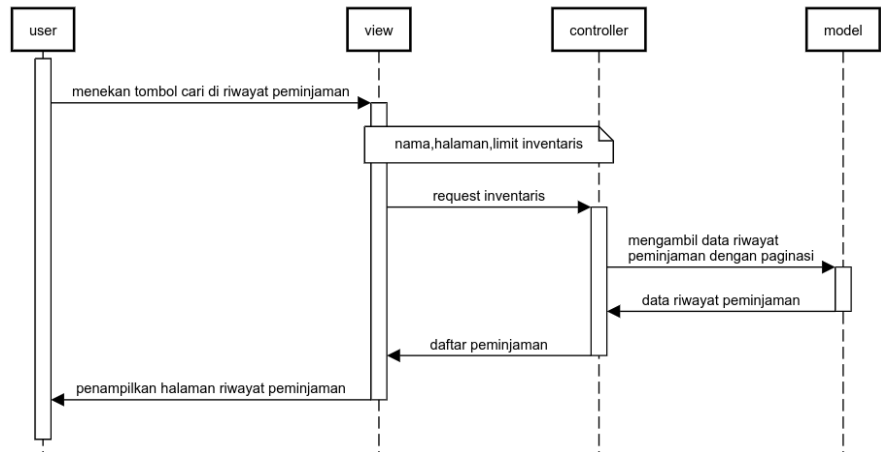 user
view
controller
model
menekan tombol cari di riwayat peminjaman
nama,halaman,limit inventaris
request inventaris
mengambil data riwayat
peminjaman dengan paginasi
data riwayat peminjaman
daftar peminjaman
penampilkan halaman riwayat peminjaman